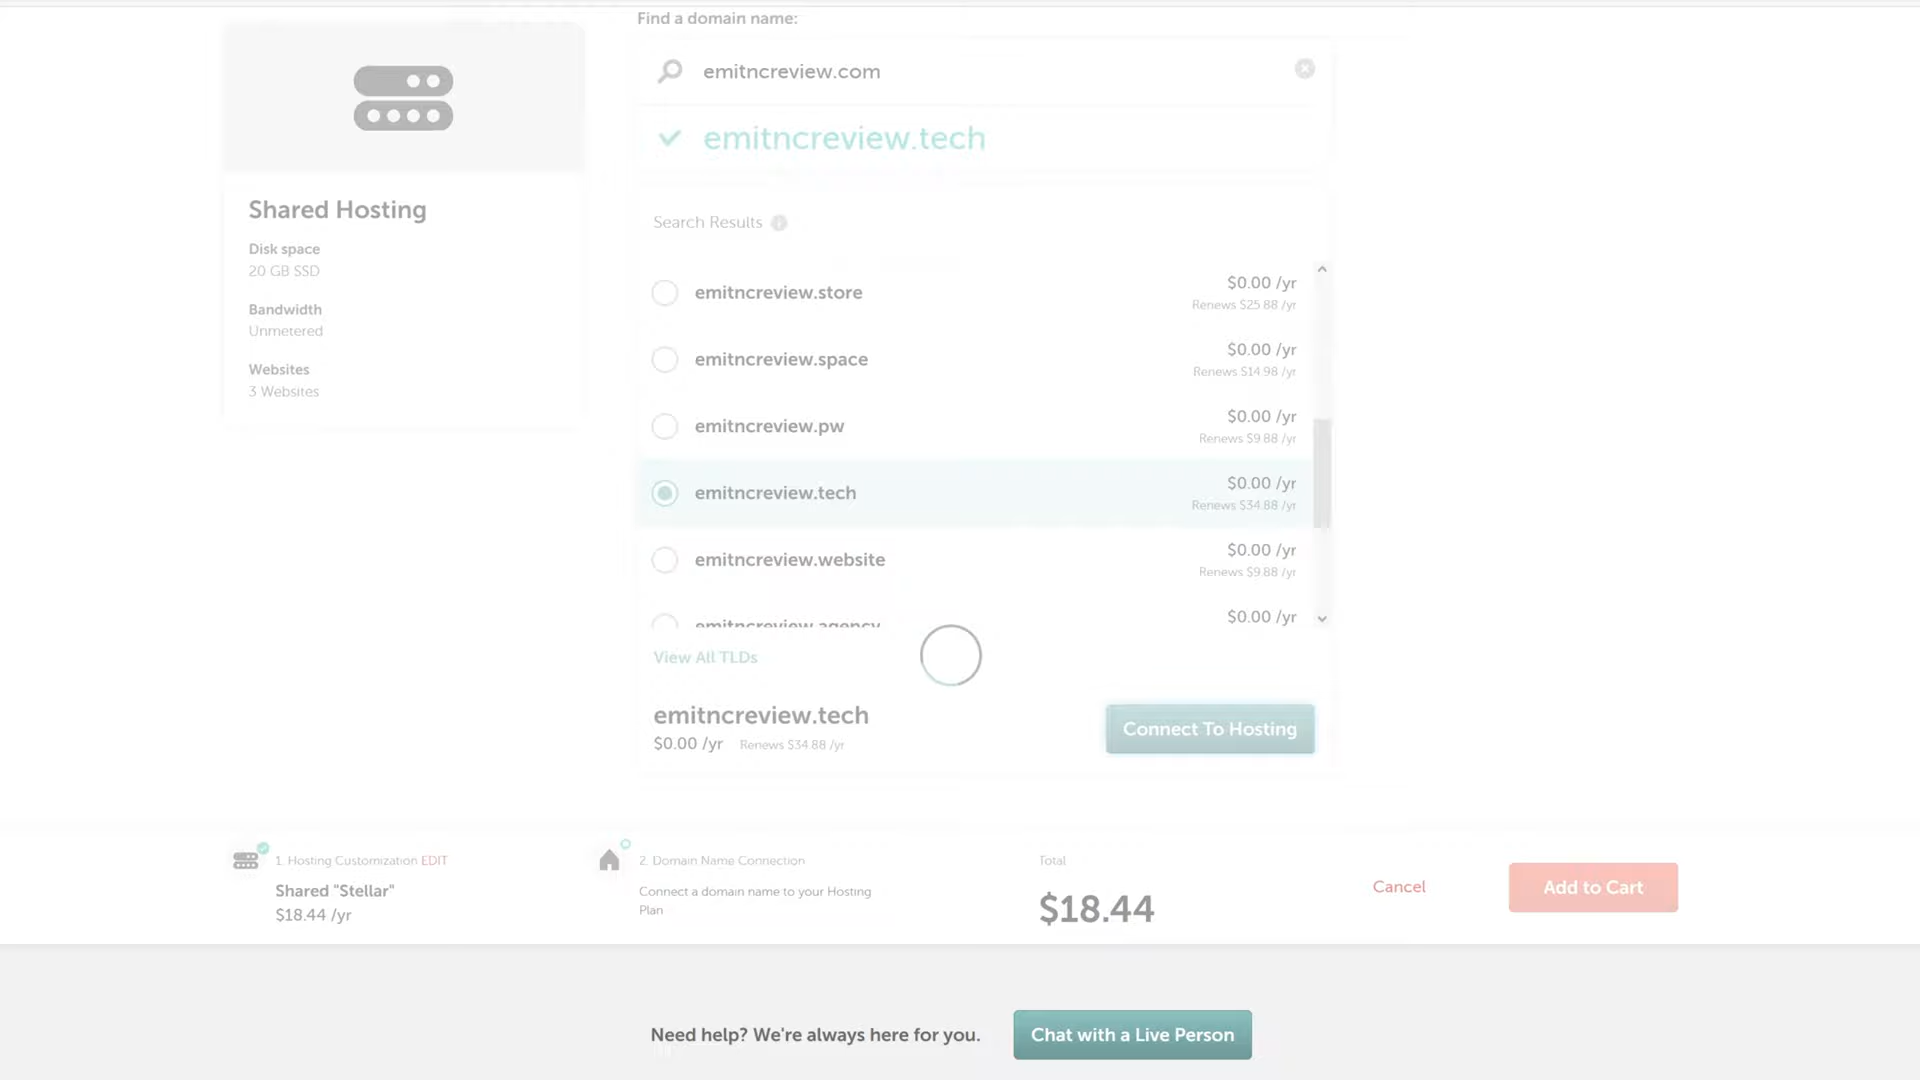 Find a domain name:
emitncreview.com
emitncreview.tech
Shared Hosting
Disk space
20 GB SSD
Bandwidth
Unmetered
Websites
3 Websites
Search Results
emitncreview.store
$0.00 /yr
Renews $25.88 /yr
emitncreview.space
$0.00 /yr
Renews $14.98 /yr
emitncreview.pw
$0.00 /yr
Renews $9.88 /yr
emitncreview.tech
$0.00 /yr
Renews $34.88 /yr
emitncreview.website
$0.00 /yr
Renews $9.88 /yr
emitncreview.agency
$0.00 /yr
View All TLDs
emitncreview.tech
$0.00 /yr Renews $34.88 /yr
Connect To Hosting
1. Hosting Customization EDIT
Shared "Stellar"
$18.44 /yr
2. Domain Name Connection
Connect a domain name to your Hosting
Plan
Total
$18.44
Cancel
Add to Cart
Need help? We're always here for you.
Chat with a Live Person